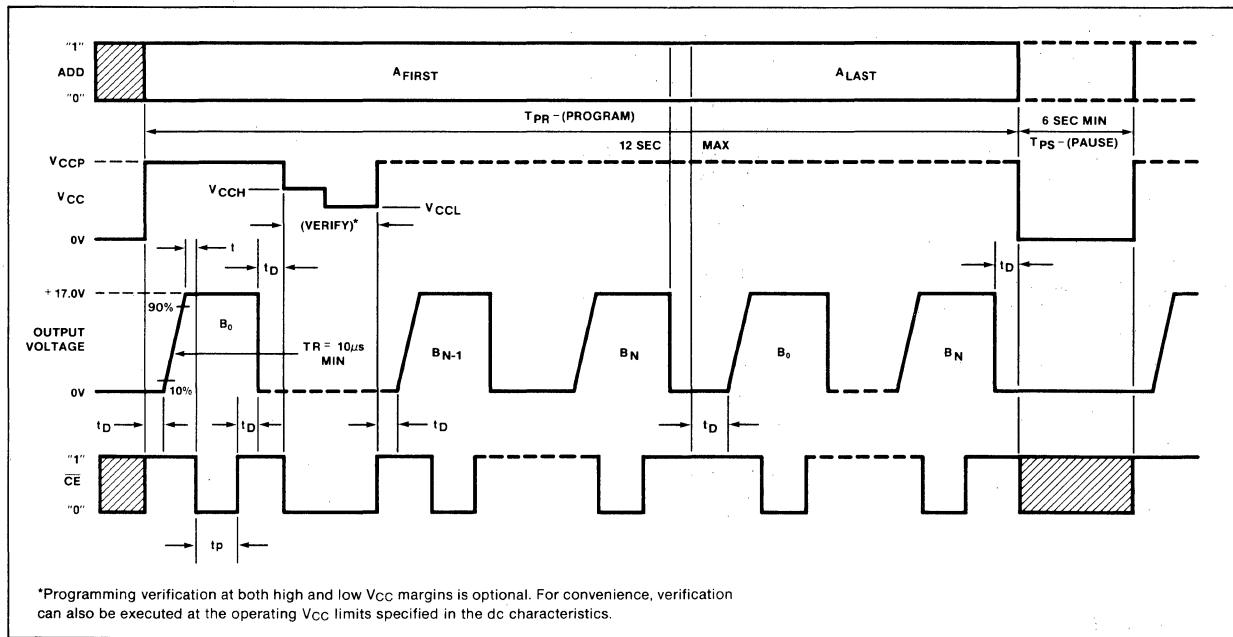 "1"
ADD
"0"
AFIRST
ALAST
TPR – (PROGRAM)
6 SEC MIN
12 SEC MAX
TPS – (PAUSE)
VCCP
VCC
0V
VCCH
VCCL
(VERIFY)*
t
tD
tD
+ 17.0V
90%
OUTPUT
VOLTAGE
B0
TR = 10µs
MIN
BN-1
BN
B0
BN
10%
0V
tD
tD
tD
tD
"1"
CE
"0"
tp
*Programming verification at both high and low VCC margins is optional. For convenience, verification
can also be executed at the operating VCC limits specified in the dc characteristics.